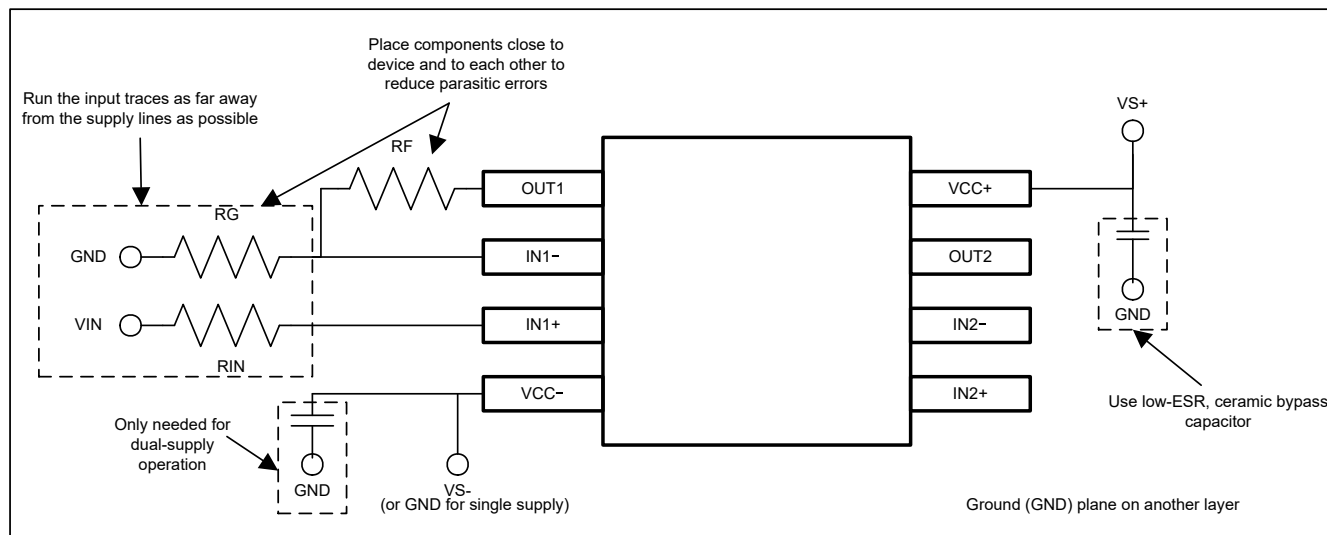 Place components close to
device and to each other to
reduce parasitic errors
Run the input traces as far away
from the supply lines as possible
VS+
RF
OUT1
VCC+
RG
GND
IN1−
OUT2
VIN
IN1+
IN2−
GND
RIN
VCC−
IN2+
Only needed for
dual-supply
operation
Use low-ESR, ceramic bypass
capacitor
GND
VS-
(or GND for single supply)
Ground (GND) plane on another layer